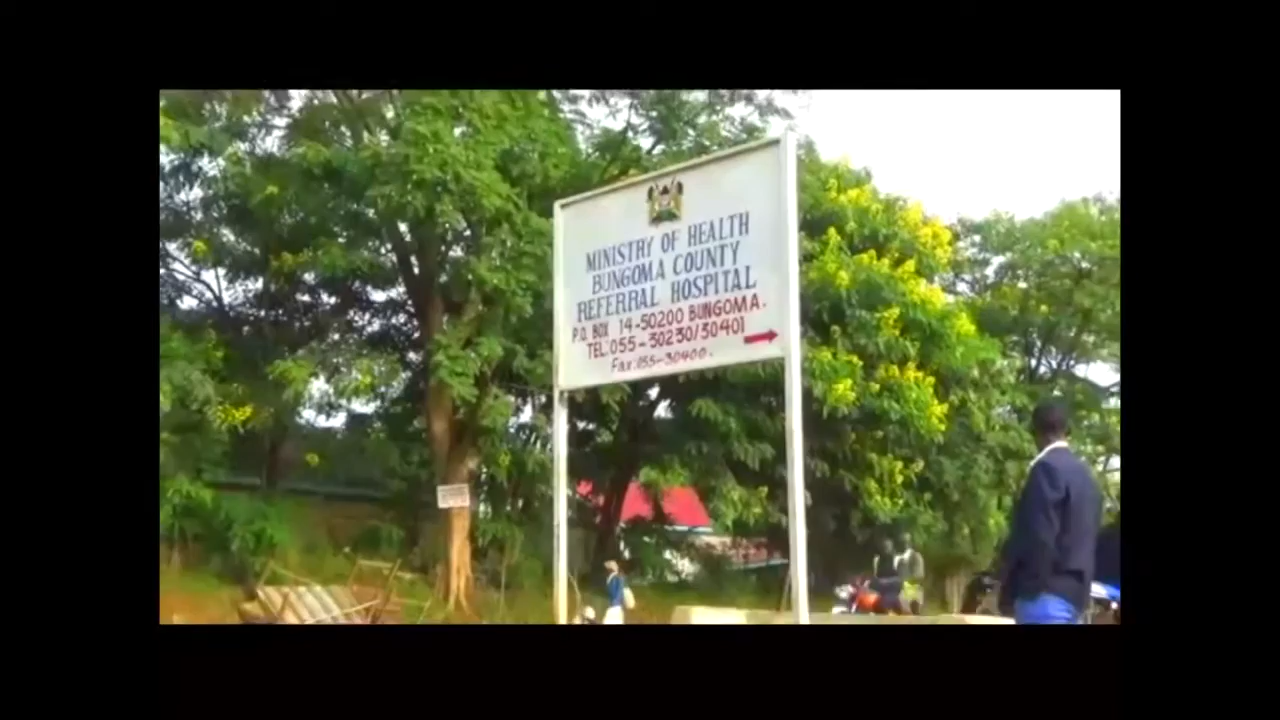 MINISTRY OF HEALTH
BUNGOMA COUNTY
REFERRAL HOSPITAL
P.O. BOX 14-50200 BUNGOMA.
TEL:055-30230/30401
Fax:055-30400.